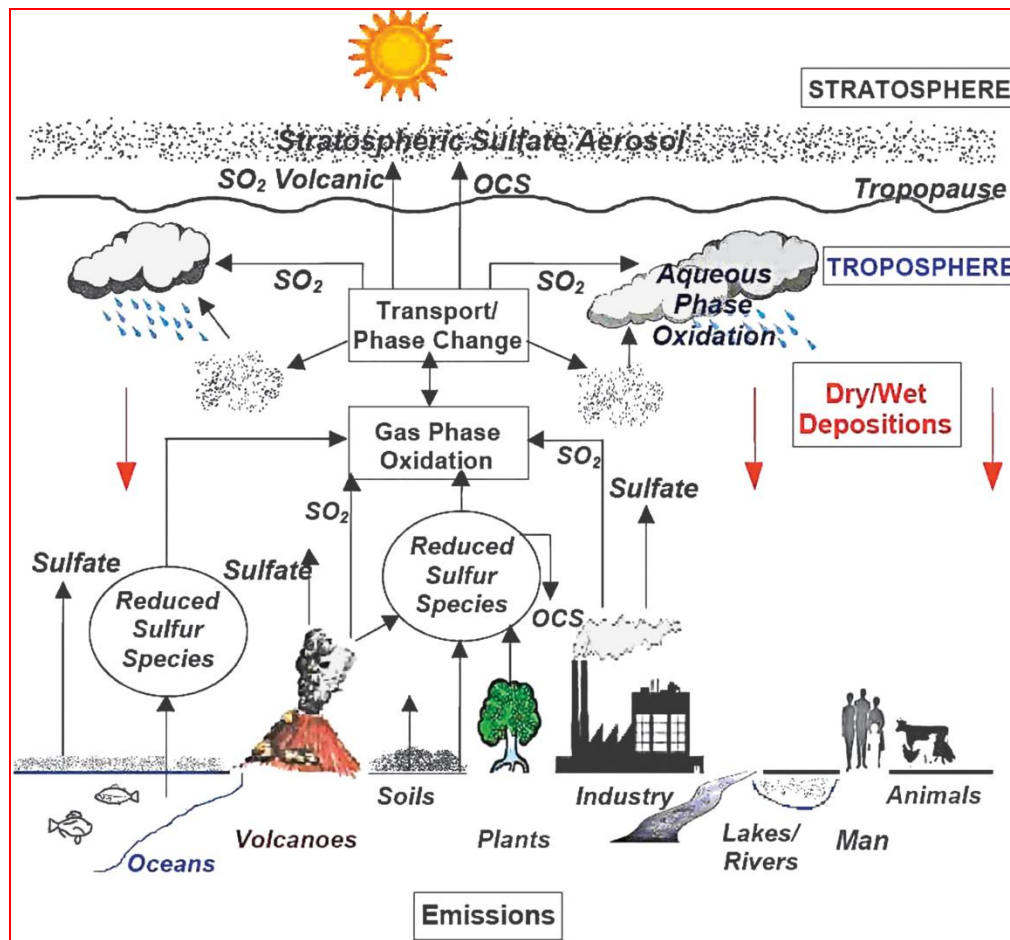 STRATOSPHERE
Stratospheric Sulfate Aerosol
SO2 Volcanic
OCS
Tropopause
TROPOSPHERE
SO2
SO2
Aqueous
Phase
Oxidation
Transport/
Phase Change
Dry/Wet
Depositions
Gas Phase
Oxidation
SO2
Sulfate
SO2
Reduced
Sulfur
Species
Sulfate
Sulfate
Reduced
Sulfur
Species
OCS
Soils
Industry
Animals
Volcanoes
Plants
Lakes/
Rivers
Man
Oceans
Emissions